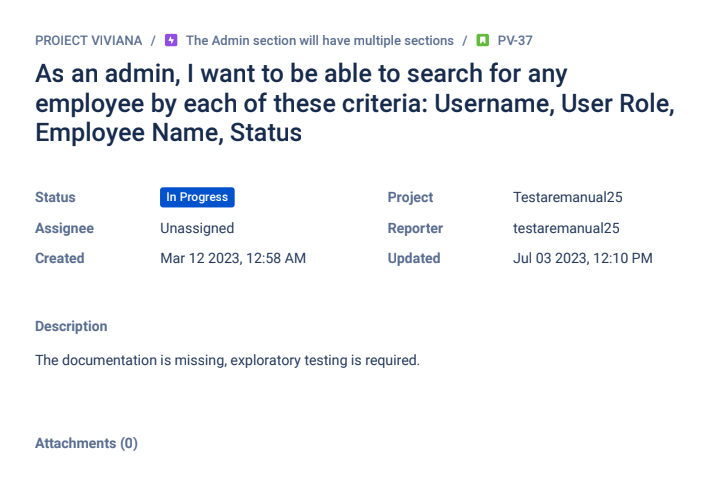 PROIECT VIVIANA / The Admin section will have multiple sections / PV-37
As an admin, I want to be able to search for any
employee by each of these criteria: Username, User Role,
Employee Name, Status
Status In Progress Project Testaremanual25
Assignee Unassigned Reporter testaremanual25
Created Mar 12 2023, 12:58 AM Updated Jul 03 2023, 12:10 PM
Description
The documentation is missing, exploratory testing is required.
Attachments (0)